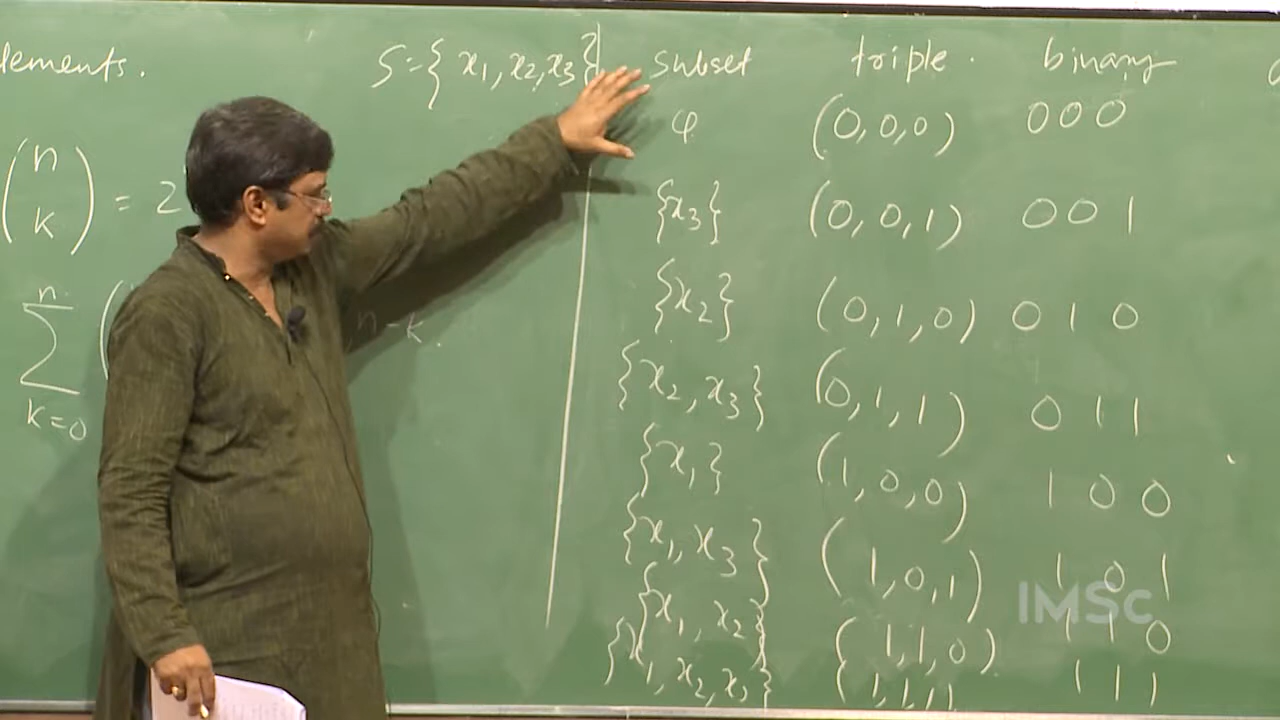 lements.
(n k) = 2
n ∑ k=0 (
n-k
S={x₁, x₂, x₃} subset triple. binary
φ (0,0,0) 000
{x₃} (0,0,1) 001
{x₂} (0,1,0) 010
{x₂, x₃} (0,1,1) 011
{x₁} (1,0,0) 100
{x₁, x₃} (1,0,1) 101
{x₁, x₂} (1,1,0) 110
{x₁, x₂, x₃} (1,1,1) 111
IMSc